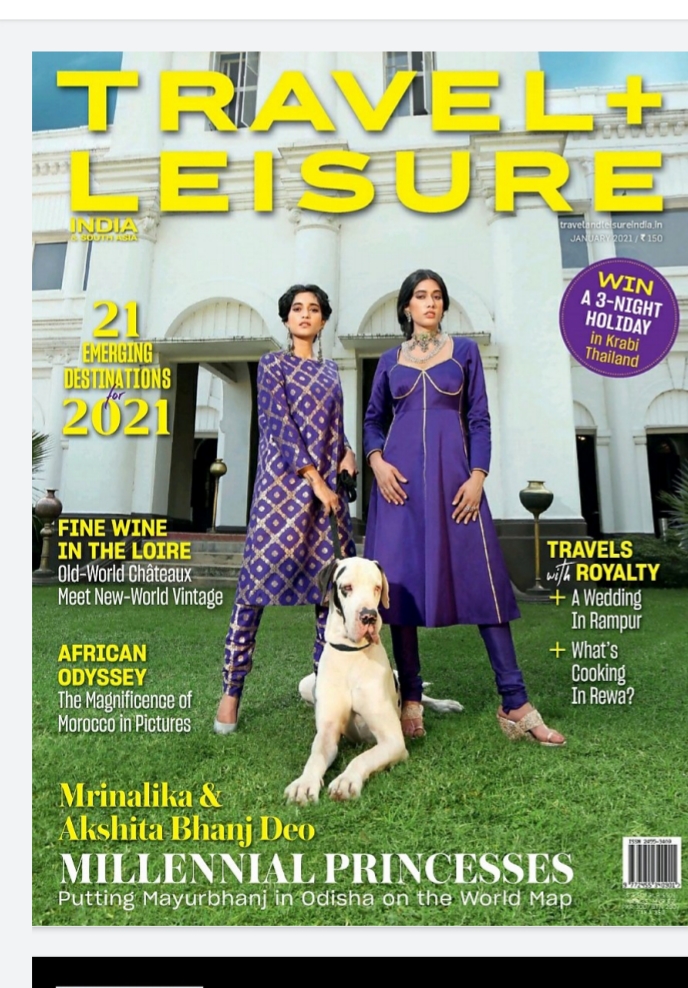 TRAVEL+
LEISURE
INDIA
& SOUTH ASIA
travelandleisureindia.in
JANUARY 2021 / ₹150
WIN
A 3-NIGHT
HOLIDAY
in Krabi
Thailand
21
EMERGING
DESTINATIONS
for
2021
FINE WINE
IN THE LOIRE
Old-World Châteaux
Meet New-World Vintage
AFRICAN
ODYSSEY
The Magnificence of
Morocco in Pictures
TRAVELS
with ROYALTY
+ A Wedding
In Rampur
+ What's
Cooking
In Rewa?
Mrinalika &
Akshita Bhanj Deo
MILLENNIAL PRINCESSES
Putting Mayurbhanj in Odisha on the World Map